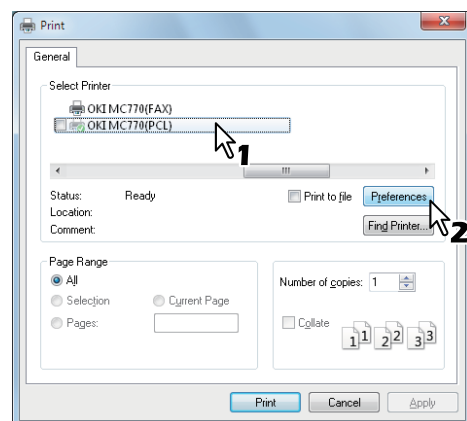 Print
General
Select Printer
OKI MC770(FAX)
OKI MC770(PCL)
1
Status: Ready
Print to file
Preferences
Location:
Comment:
Find Printer...
2
Page Range
All
Selection
Current Page
Pages:
Number of copies: 1
Collate
1 1 2 2 3 3
Print Cancel Apply